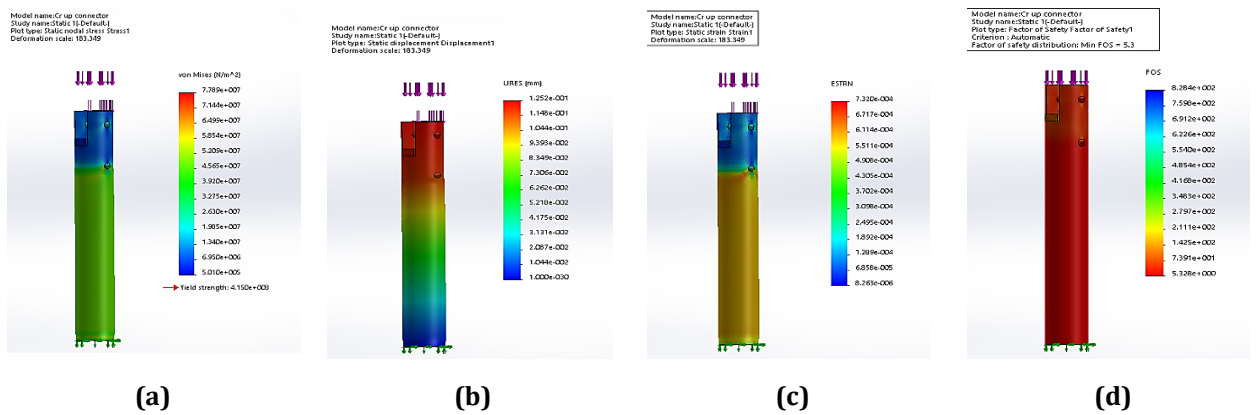 Model name:Cr up connector
Study name:Static 1(-Default-)
Plot type: Static nodal stress Stress1
Deformation scale: 183.349
von Mises (N/m^2)
7.789e+007
7.144e+007
6.499e+007
5.854e+007
5.209e+007
4.565e+007
3.920e+007
3.275e+007
2.630e+007
1.985e+007
1.340e+007
6.950e+006
5.010e+005
Yield strength: 4.150e+008
(a)
Model name:Cr up connector
Study name:Static 1(-Default-)
Plot type: Static displacement Displacement1
Deformation scale: 183.349
URES (mm)
1.252e-001
1.148e-001
1.044e-001
9.393e-002
8.349e-002
7.306e-002
6.262e-002
5.218e-002
4.175e-002
3.131e-002
2.087e-002
1.044e-002
1.000e-030
(b)
Model name:Cr up connector
Study name:Static 1(-Default-)
Plot type: Static strain Strain1
Deformation scale: 183.349
ESTRN
7.320e-004
6.717e-004
6.114e-004
5.511e-004
4.908e-004
4.305e-004
3.702e-004
3.098e-004
2.495e-004
1.892e-004
1.289e-004
6.858e-005
8.263e-006
(c)
Model name:Cr up connector
Study name:Static 1(-Default-)
Plot type: Factor of Safety Factor of Safety1
Criterion : Automatic
Factor of safety distribution: Min FOS = 5.3
FOS
8.284e+002
7.598e+002
6.912e+002
6.226e+002
5.540e+002
4.854e+002
4.168e+002
3.483e+002
2.797e+002
2.111e+002
1.425e+002
7.391e+001
5.328e+000
(d)